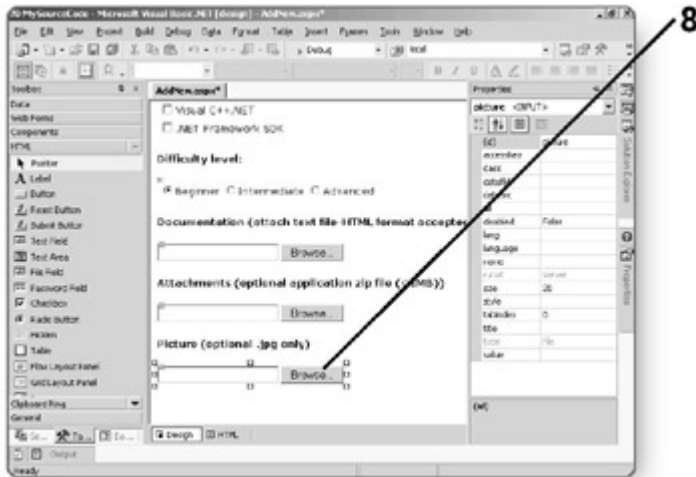 8
MySourceCode - Microsoft Visual Basic .NET [design] - AddNew.aspx*
File Edit View Project Build Debug Data Format Table Insert Frames Tools Window Help
Debug
Toolbox
AddNew.aspx*
Properties
Data
Web Forms
Components
HTML
Pointer
Label
Button
Reset Button
Submit Button
Text Field
Text Area
File Field
Password Field
Checkbox
Radio Button
Hidden
Table
Flow Layout Panel
Grid Layout Panel
Clipboard Ring
General
Visual C++.NET
.NET Framework SDK
Difficulty level:
Beginner Intermediate Advanced
Documentation (attach text file-HTML format accepte
Browse...
Attachments (optional application zip file (
Browse...
Picture (optional .jpg only)
Browse...
Design HTML
picture <INPUT>
(id) picture
accesskey
class
disabled False
lang
language
name
runat server
size 20
style
tabindex 0
title
type file
value
(id)
Solution Explorer
Properties
Output
Ready